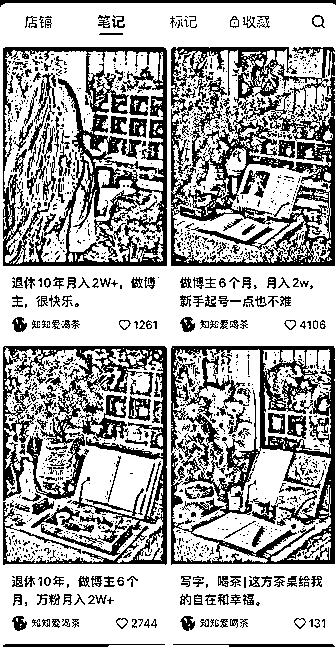 店铺 笔记 标记 收藏
退休10年月入2W+，做博
主，很快乐。
知知爱喝茶 1261
做博主6个月，月入2w，
新手起号一点也不难
知知爱喝茶 4106
退休10年，做博主6个
月，万粉月入2W+
知知爱喝茶 2744
写字，喝茶|这方茶桌给我
的自在和幸福。
知知爱喝茶 131